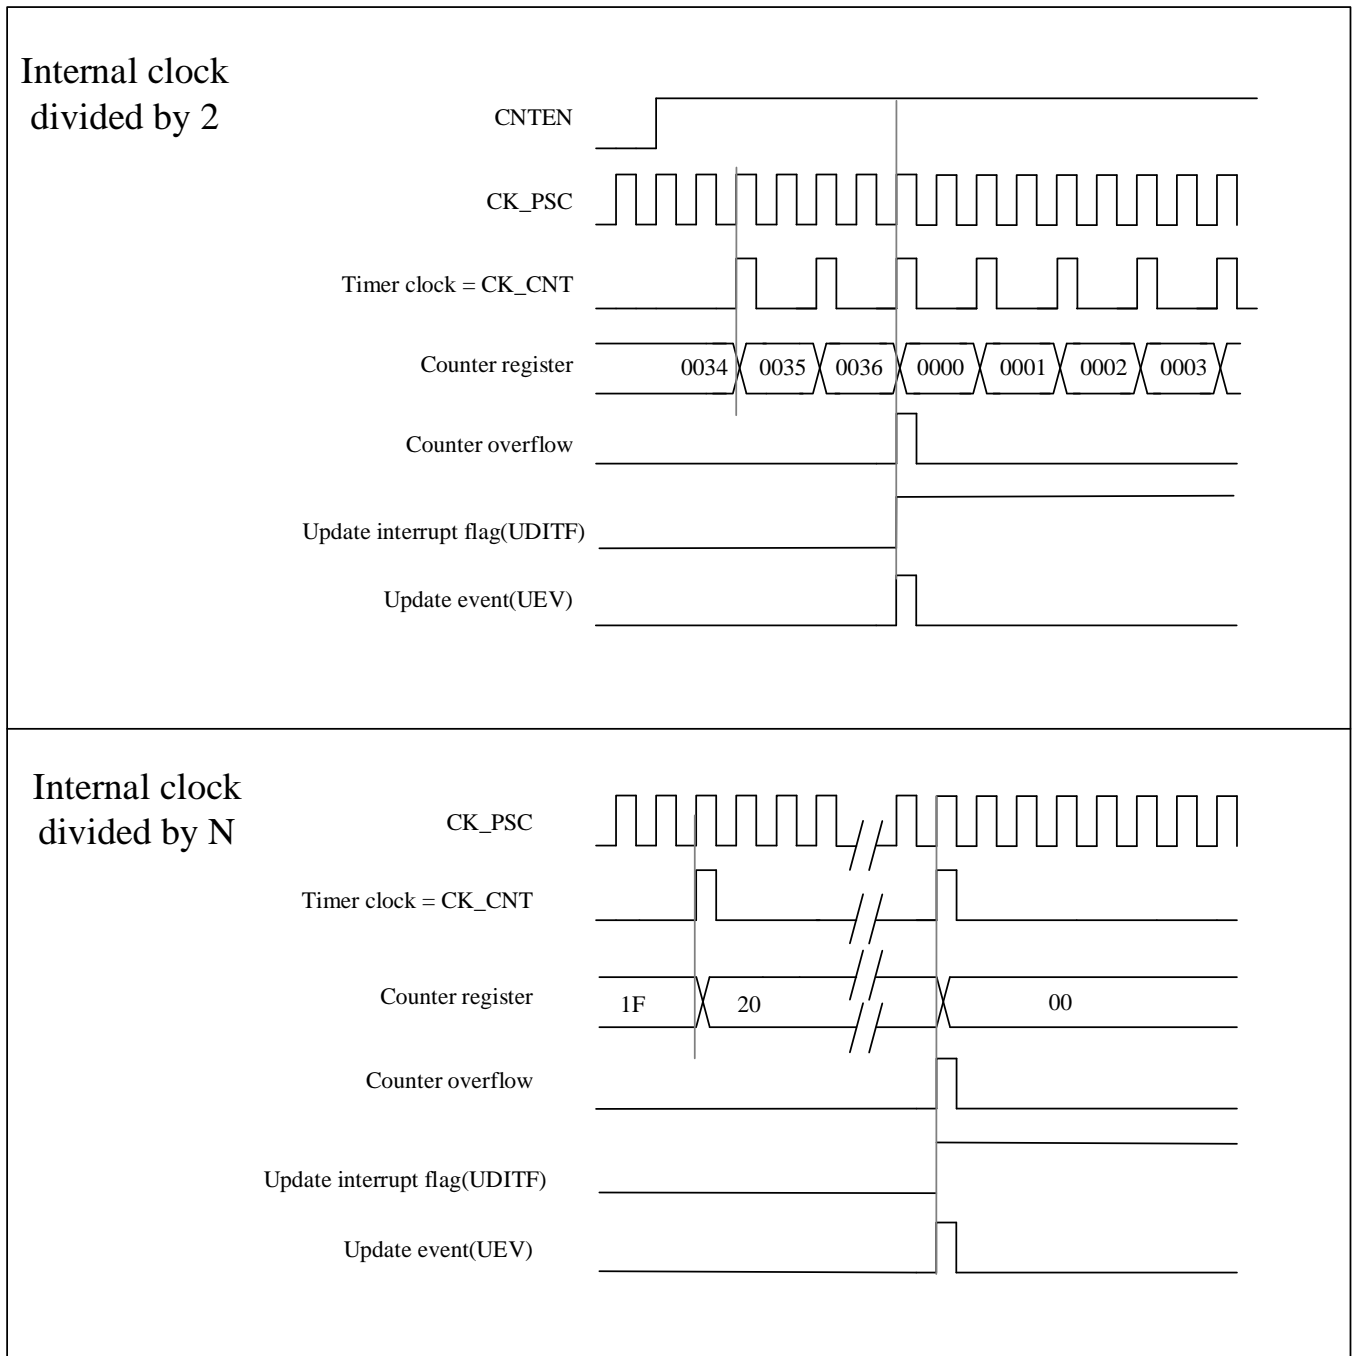 Internal clock
divided by 2
CNTEN
CK_PSC
Timer clock = CK_CNT
Counter register
0034 0035 0036 0000 0001 0002 0003
Counter overflow
Update interrupt flag(UDITF)
Update event(UEV)
Internal clock
divided by N
CK_PSC
Timer clock = CK_CNT
Counter register
1F 20 00
Counter overflow
Update interrupt flag(UDITF)
Update event(UEV)